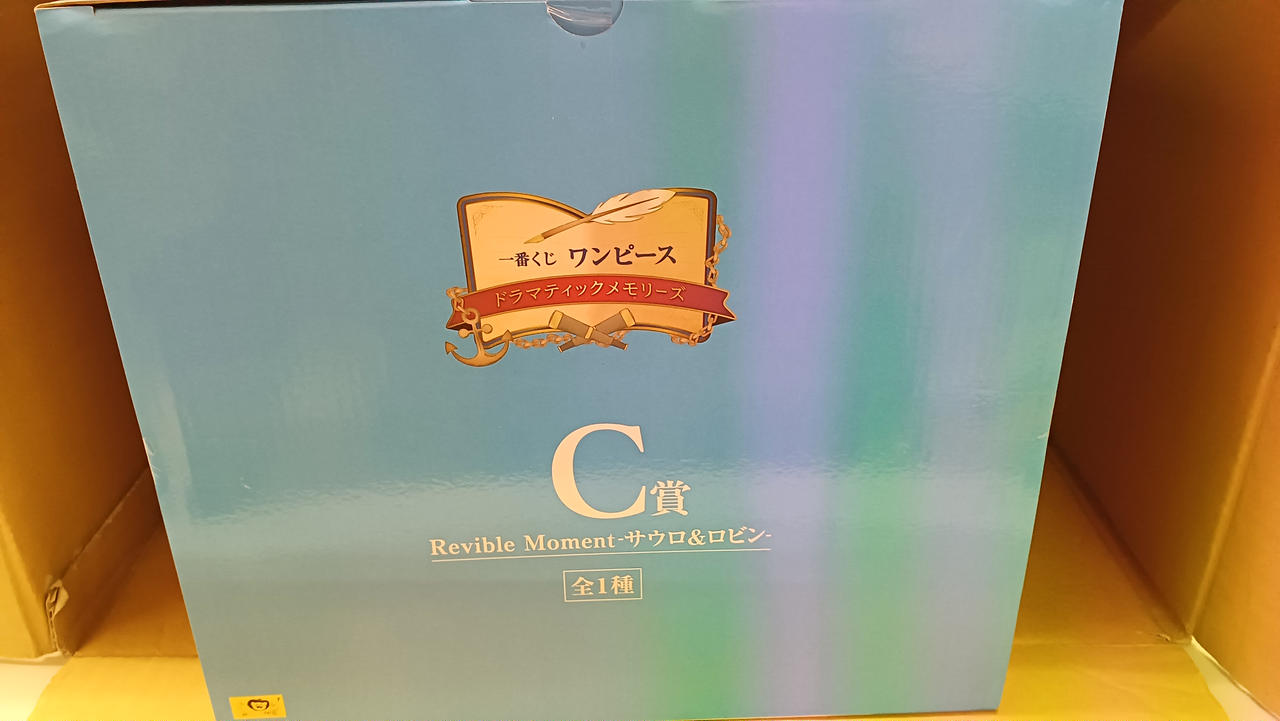 一番くじ ワンピース
ドラマティックメモリーズ
C賞
Revible Moment-サウロ&ロビン-
全1種